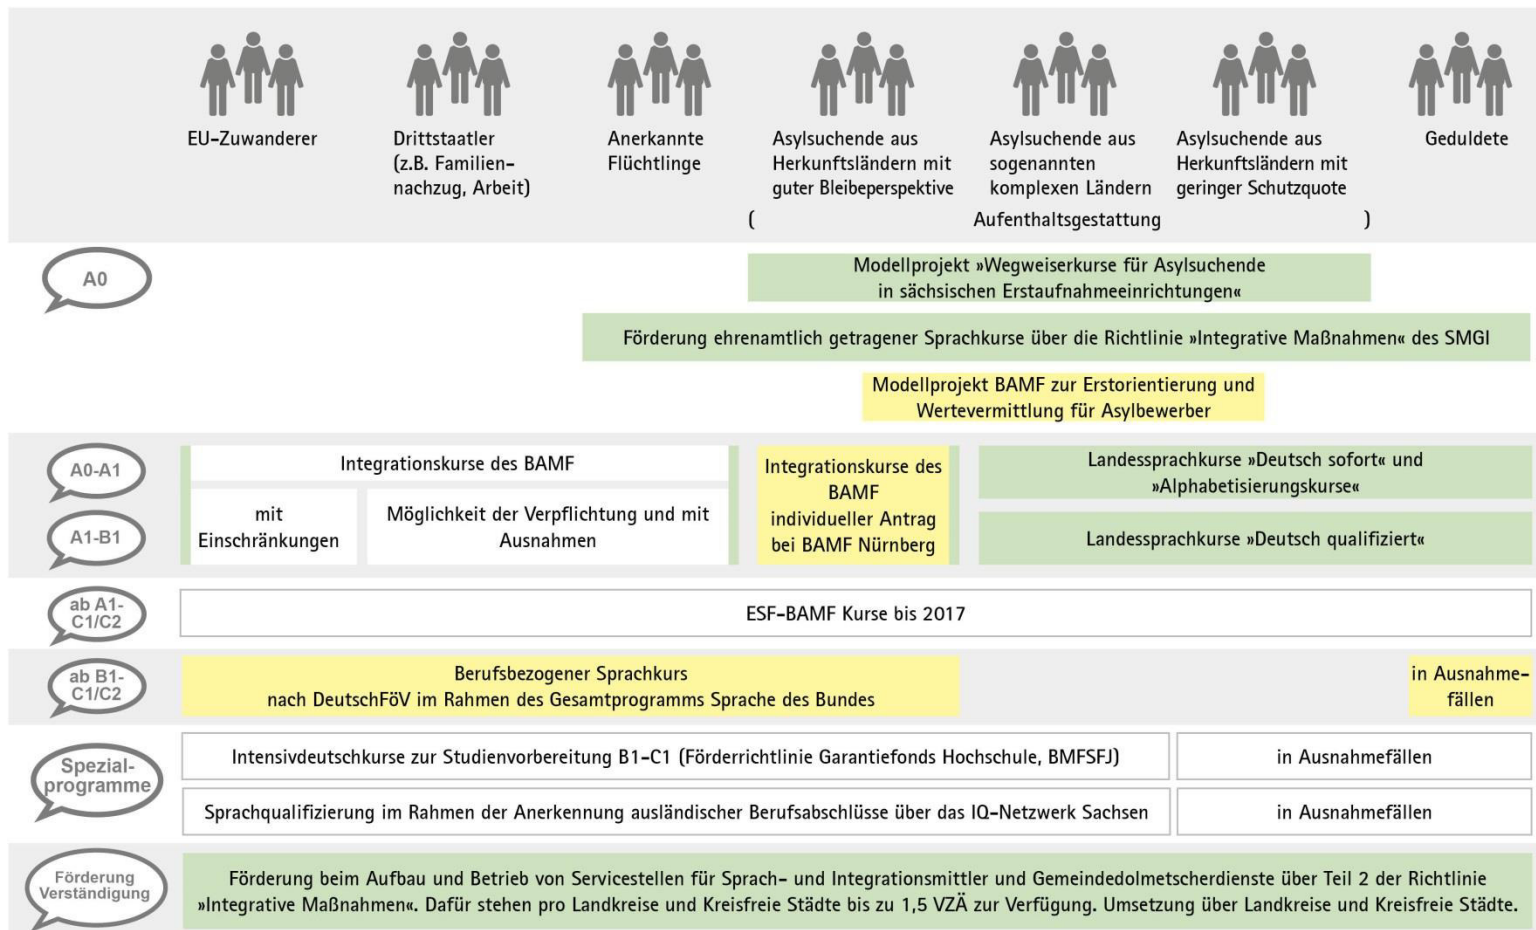 EU-Zuwanderer
Drittstaatler
(z.B. Familien-
nachzug, Arbeit)
Anerkannte
Flüchtlinge
Asylsuchende aus
Herkunftsländern mit
guter Bleibeperspektive
Asylsuchende aus
sogenannten
komplexen Ländern
Asylsuchende aus
Herkunftsländern mit
geringer Schutzquote
Geduldete
( Aufenthaltsgestattung )
A0
Modellprojekt »Wegweiserkurse für Asylsuchende
in sächsischen Erstaufnahmeeinrichtungen«
Förderung ehrenamtlich getragener Sprachkurse über die Richtlinie »Integrative Maßnahmen« des SMGI
Modellprojekt BAMF zur Erstorientierung und
Wertevermittlung für Asylbewerber
A0-A1
A1-B1
Integrationskurse des BAMF
mit
Einschränkungen
Möglichkeit der Verpflichtung und mit
Ausnahmen
Integrationskurse des
BAMF
individueller Antrag
bei BAMF Nürnberg
Landessprachkurse »Deutsch sofort« und
»Alphabetisierungskurse«
Landessprachkurse »Deutsch qualifiziert«
ab A1-
C1/C2
ESF-BAMF Kurse bis 2017
ab B1-
C1/C2
Berufsbezogener Sprachkurs
nach DeutschFöV im Rahmen des Gesamtprogramms Sprache des Bundes
in Ausnahme-
fällen
Spezial-
programme
Intensivdeutschkurse zur Studienvorbereitung B1-C1 (Förderrichtlinie Garantiefonds Hochschule, BMFSFJ)
in Ausnahmefällen
Sprachqualifizierung im Rahmen der Anerkennung ausländischer Berufsabschlüsse über das IQ-Netzwerk Sachsen
in Ausnahmefällen
Förderung
Verständigung
Förderung beim Aufbau und Betrieb von Servicestellen für Sprach- und Integrationsmittler und Gemeindedolmetscherdienste über Teil 2 der Richtlinie
»Integrative Maßnahmen«. Dafür stehen pro Landkreise und Kreisfreie Städte bis zu 1,5 VZÄ zur Verfügung. Umsetzung über Landkreise und Kreisfreie Städte.